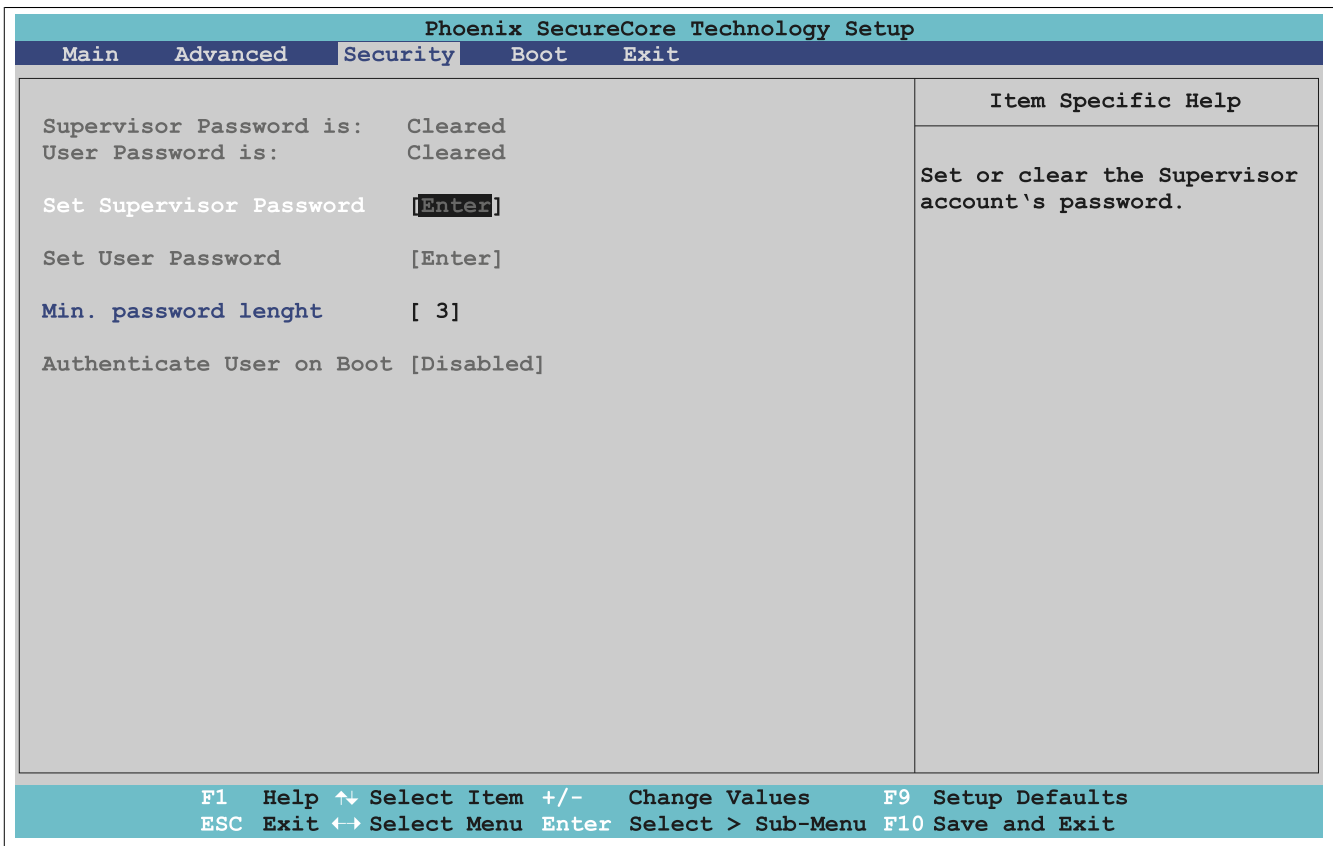 Phoenix SecureCore Technology Setup
Main Advanced Security Boot Exit
Supervisor Password is: Cleared
User Password is: Cleared
Set Supervisor Password [Enter]
Set User Password [Enter]
Min. password lenght [ 3]
Authenticate User on Boot [Disabled]
Item Specific Help
Set or clear the Supervisor
account‛s password.
F1 Help ↑↓ Select Item +/- Change Values F9 Setup Defaults
ESC Exit ↔ Select Menu Enter Select > Sub-Menu F10 Save and Exit